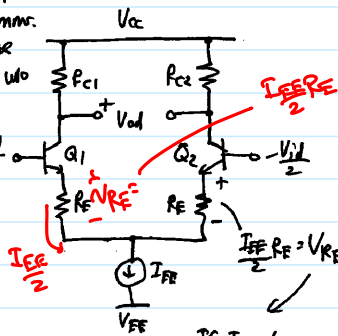 Vcc
w/o
Rc1
Rc2
+
Vod
IEERE
2
Q1
Q2
-Vid
2
+
VRE=
-
RE
RE
+
-
IEE
2
IEE
IEE RE = VRE
2
VEE